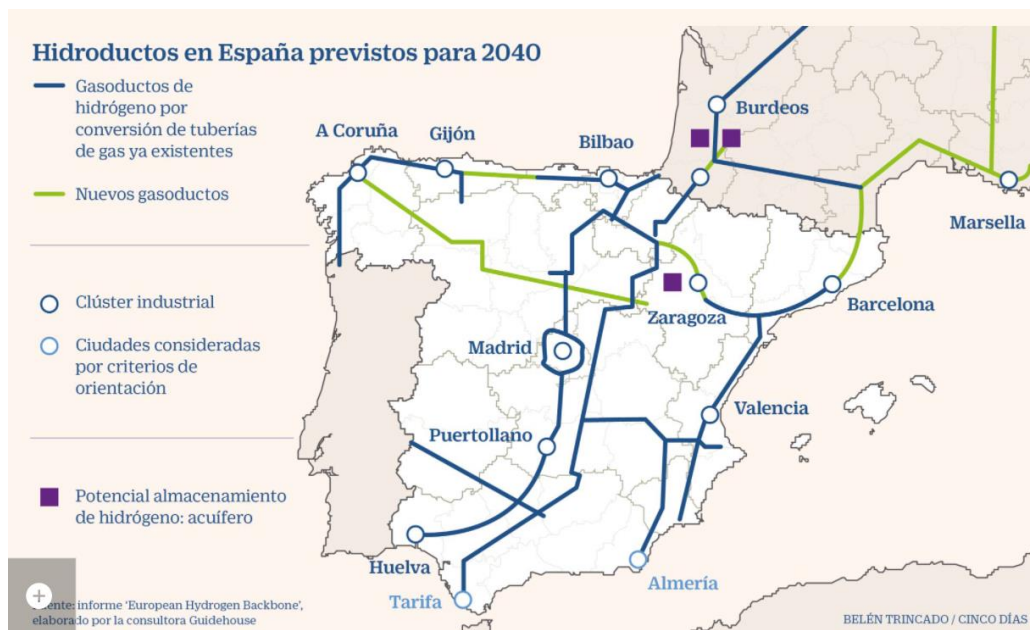 Hidroductos en España previstos para 2040
Gasoductos de
hidrógeno por
conversión de tuberías
de gas ya existentes
Nuevos gasoductos
Clúster industrial
Ciudades consideradas
por criterios de
orientación
Potencial almacenamiento
de hidrógeno: acuífero
A Coruña
Gijón
Bilbao
Burdeos
Marsella
Zaragoza
Barcelona
Madrid
Valencia
Puertollano
Huelva
Tarifa
Almería
informe ‘European Hydrogen Backbone’,
elaborado por la consultora Guidehouse
BELÉN TRINCADO / CINCO DÍAS